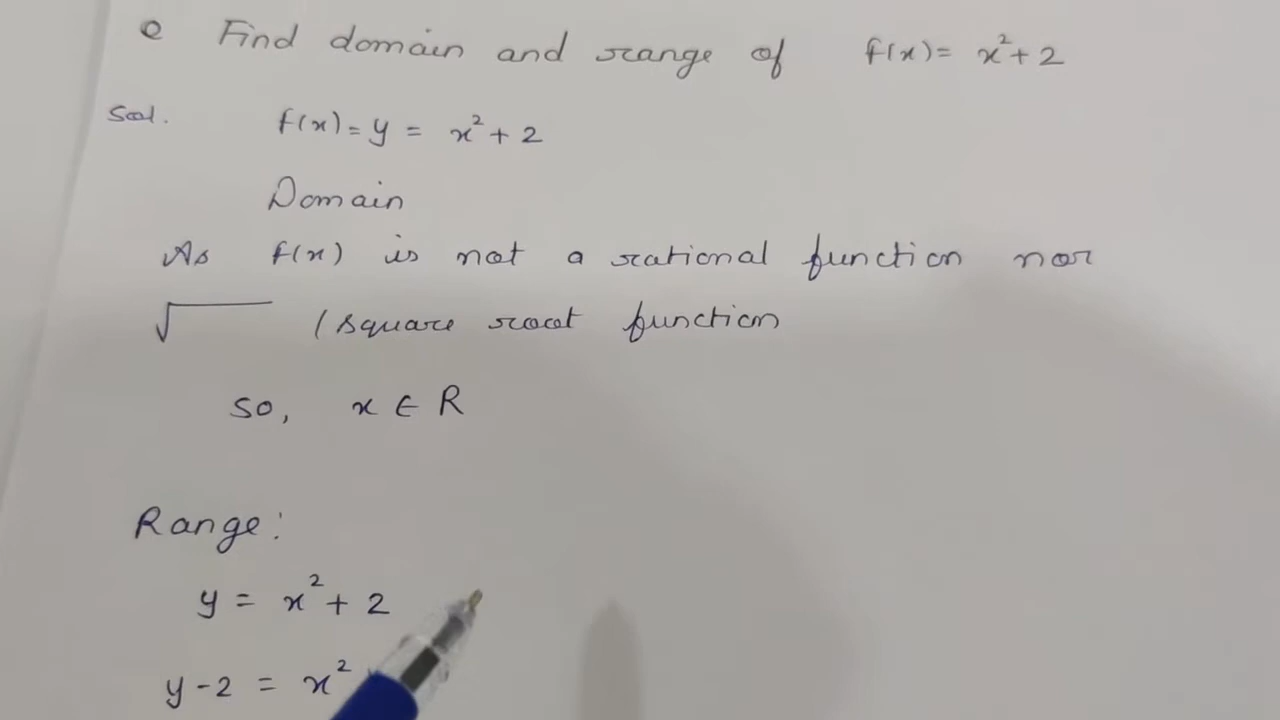 Q Find domain and range of f(x) = x² + 2
Sol. f(x) = y = x² + 2
Domain
As f(x) is not a rational function nor
√ (square root function
so, x ∈ R
Range:
y = x² + 2
y - 2 = x²